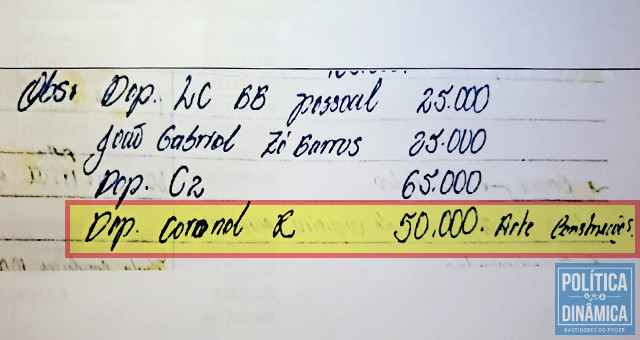 Obs: Dep. LC BB pessoal 25.000
João Gabriel Zé Barros 25.000
Dep. C2 65.000
Dep. Coronel R 50.000. Arte Construções.
POLÍTICA
DINÂMICA
BASTIDORES DO PODER